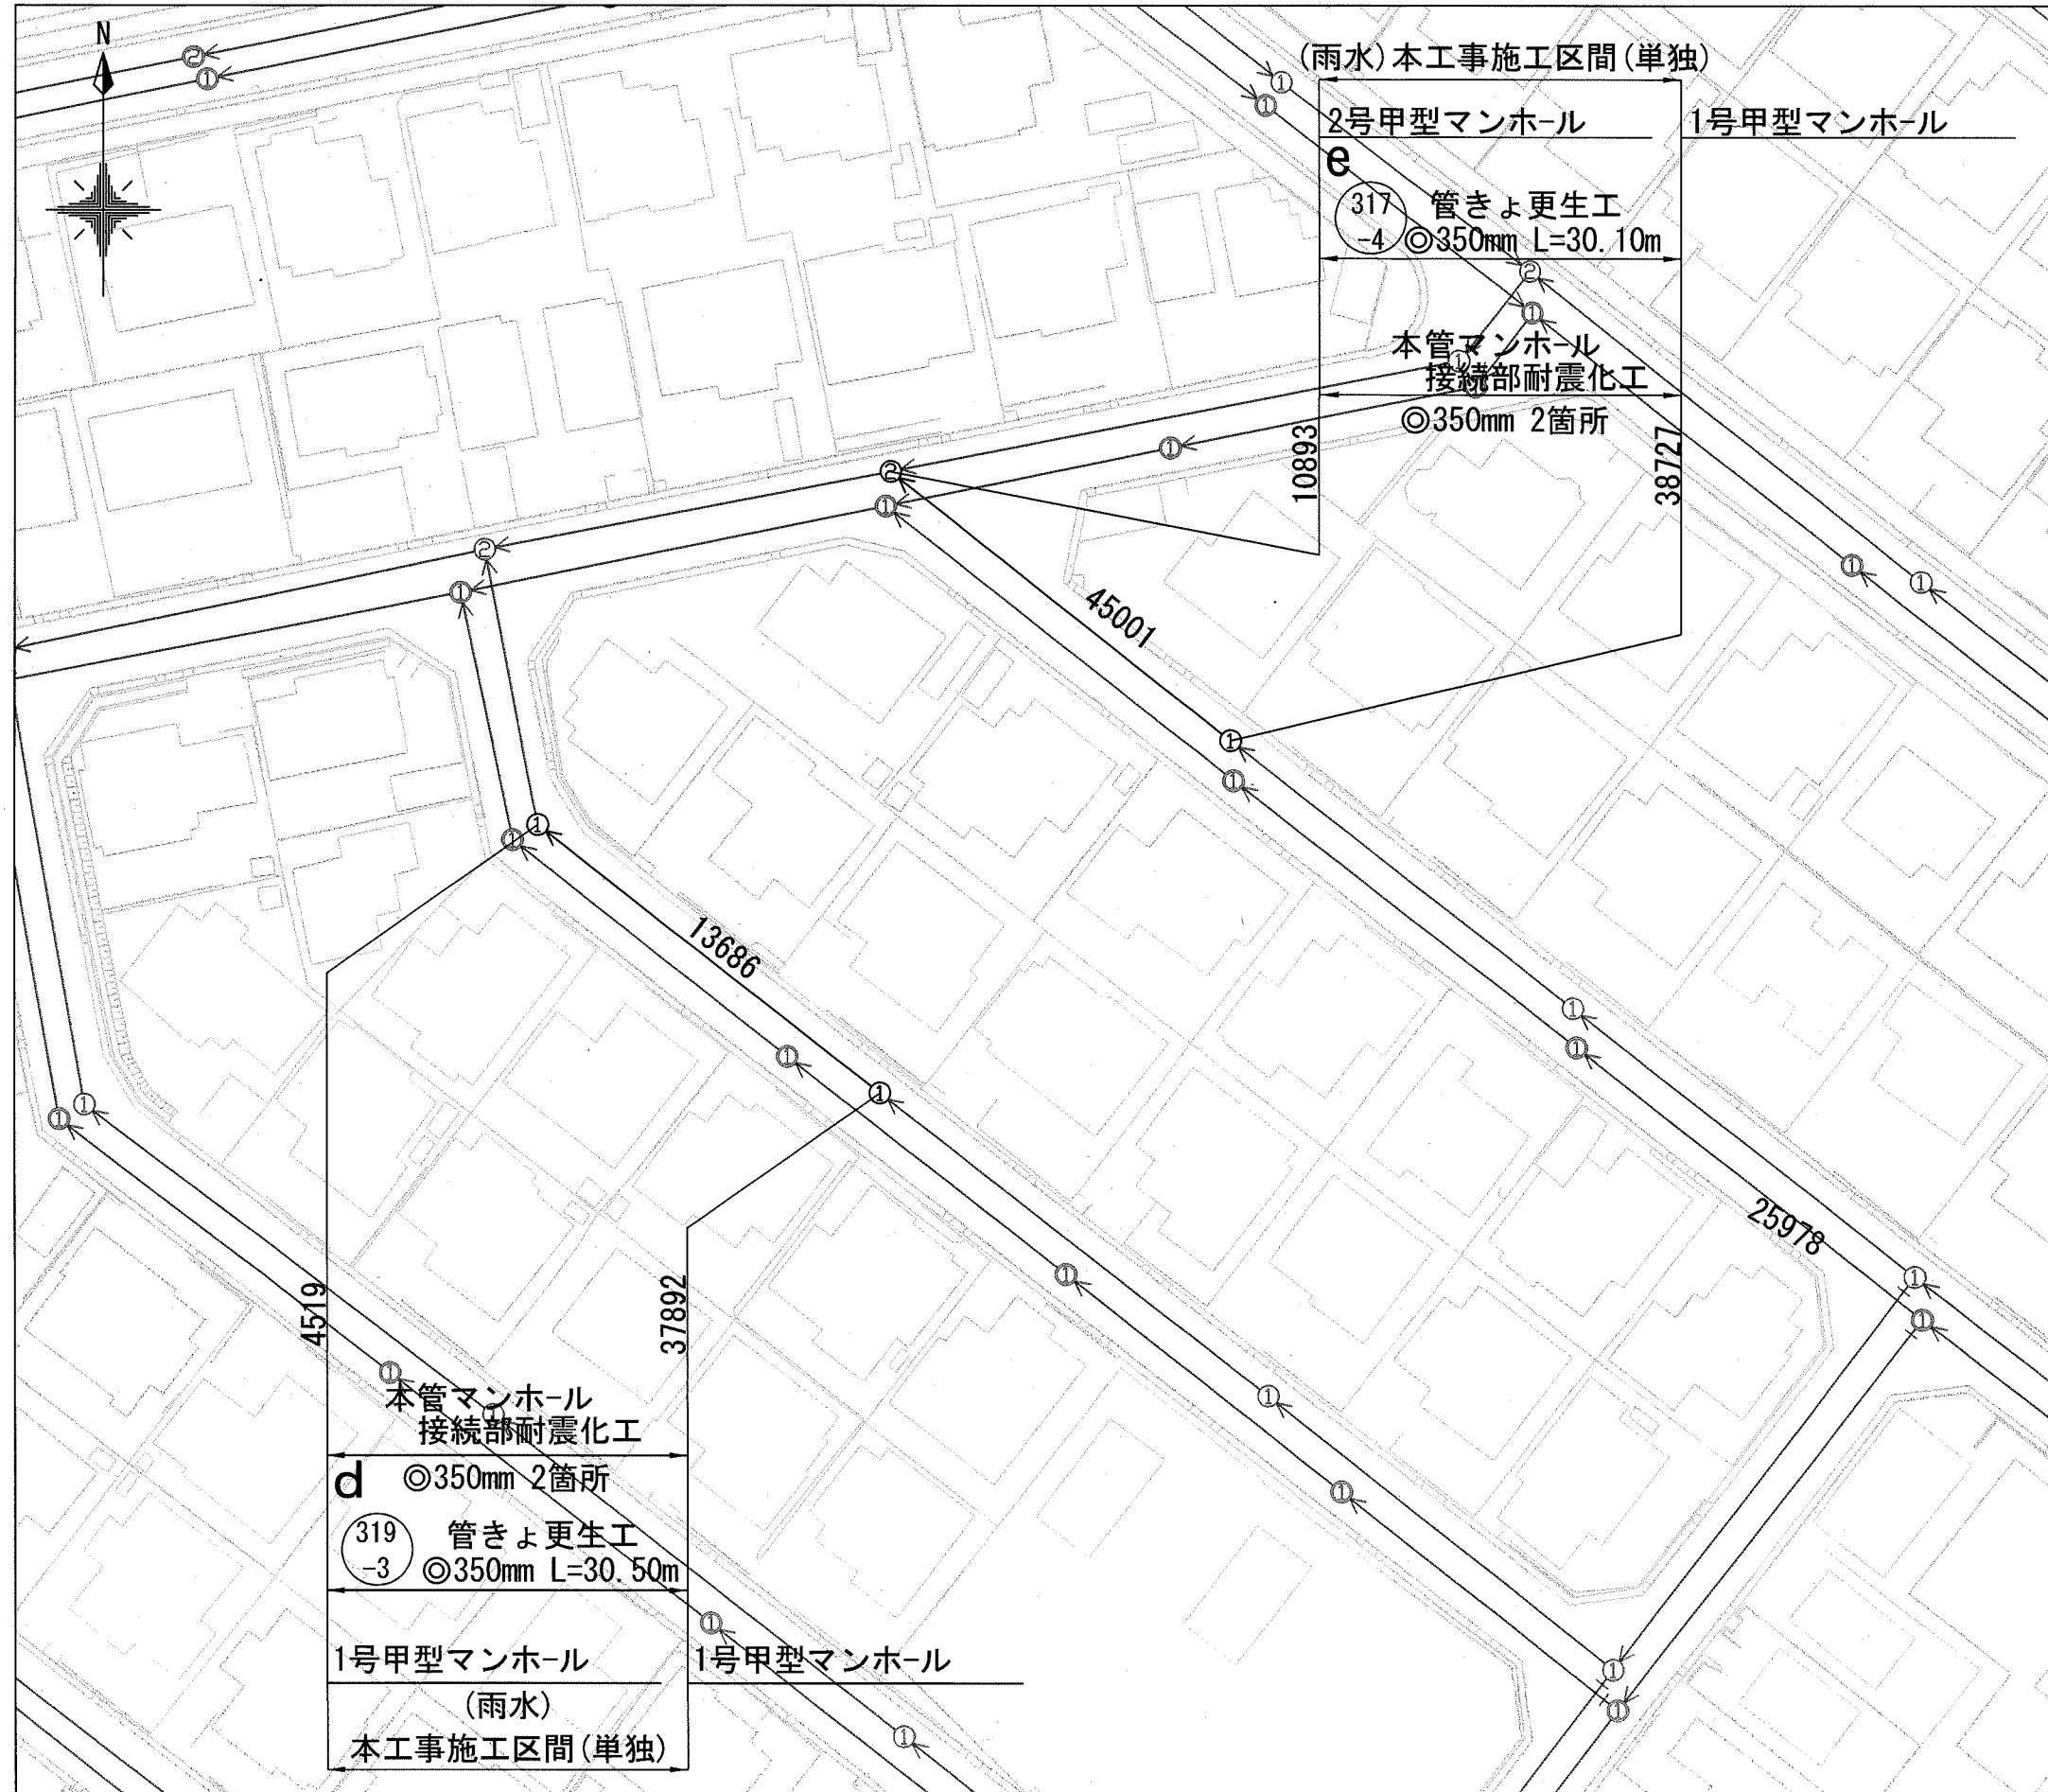 N
(雨水)本工事施工区間(単独)
2号甲型マンホール
1号甲型マンホール
e
317
-4
管きょ更生工
◎350mm L=30.10m
本管マンホール
接続部耐震化工
◎350mm 2箇所
10893
38727
45001
13686
25978
4519
37892
本管マンホール
接続部耐震化工
d
◎350mm 2箇所
319
-3
管きょ更生工
◎350mm L=30.50m
1号甲型マンホール
1号甲型マンホール
(雨水)
本工事施工区間(単独)